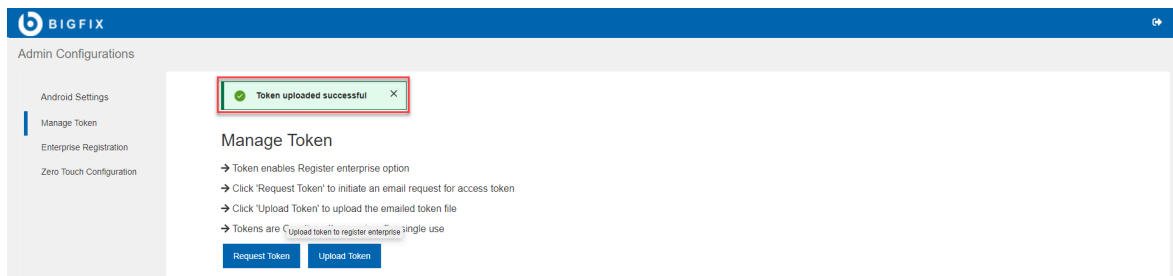 BIGFIX
Admin Configurations
Android Settings
Manage Token
Enterprise Registration
Zero Touch Configuration
Token uploaded successful
Manage Token
Token enables Register enterprise option
Click 'Request Token' to initiate an email request for access token
Click 'Upload Token' to upload the emailed token file
Tokens are single use
Upload token to register enterprise
Request Token
Upload Token